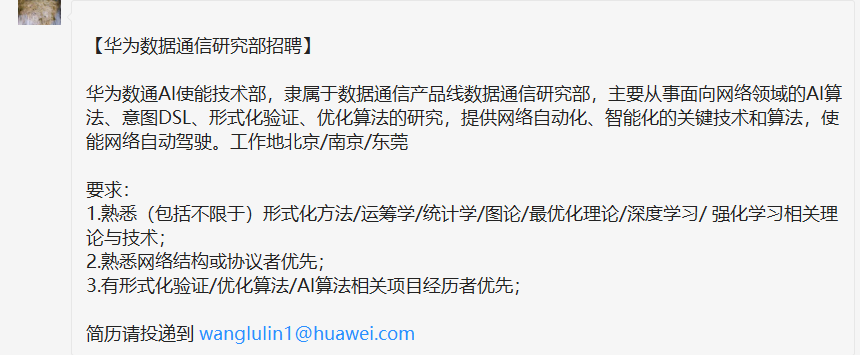 【华为数据通信研究部招聘】
华为数通AI使能技术部，隶属于数据通信产品线数据通信研究部，主要从事面向网络领域的AI算
法、意图DSL、形式化验证、优化算法的研究，提供网络自动化、智能化的关键技术和算法，使
能网络自动驾驶。工作地北京/南京/东莞
要求：
1.熟悉（包括不限于）形式化方法/运筹学/统计学/图论/最优化理论/深度学习/ 强化学习相关理
论与技术；
2.熟悉网络结构或协议者优先；
3.有形式化验证/优化算法/AI算法相关项目经历者优先；
简历请投递到 wanglulin1@huawei.com